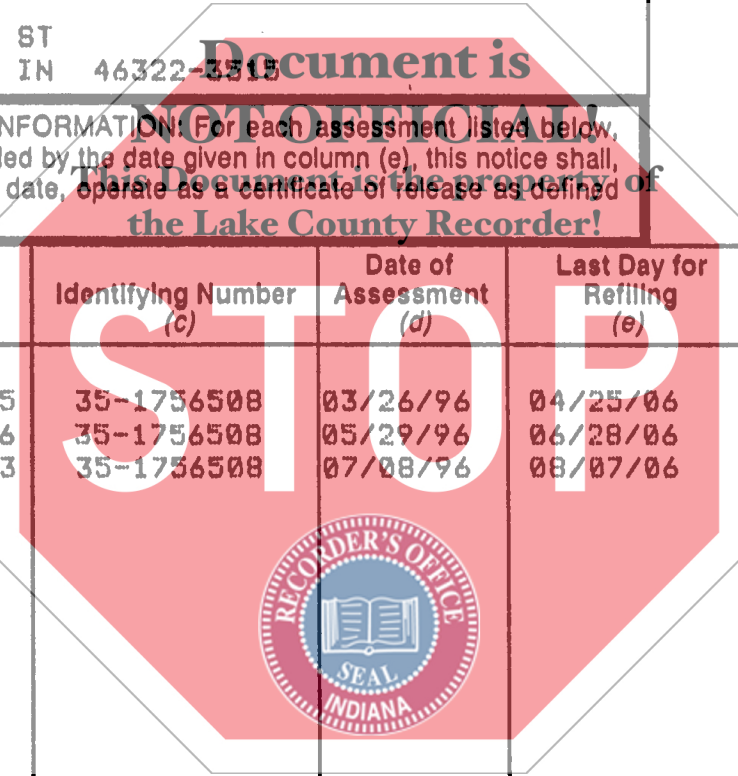 ST
IN 46322-3515
Document is
NOT OFFICIAL!
This Document is the property of
the Lake County Recorder!
NFORMATION: For each assessment listed below,
led by the date given in column (e), this notice shall,
date, operate as a certificate of release as defined
Identifying Number
(c)
Date of
Assessment
(d)
Last Day for
Refiling
(e)
5 35-1756508 03/26/96 04/25/06
6 35-1756508 05/29/96 06/28/06
3 35-1756508 07/08/96 08/07/06
STOP
RECORDER'S OFFICE
SEAL
INDIANA